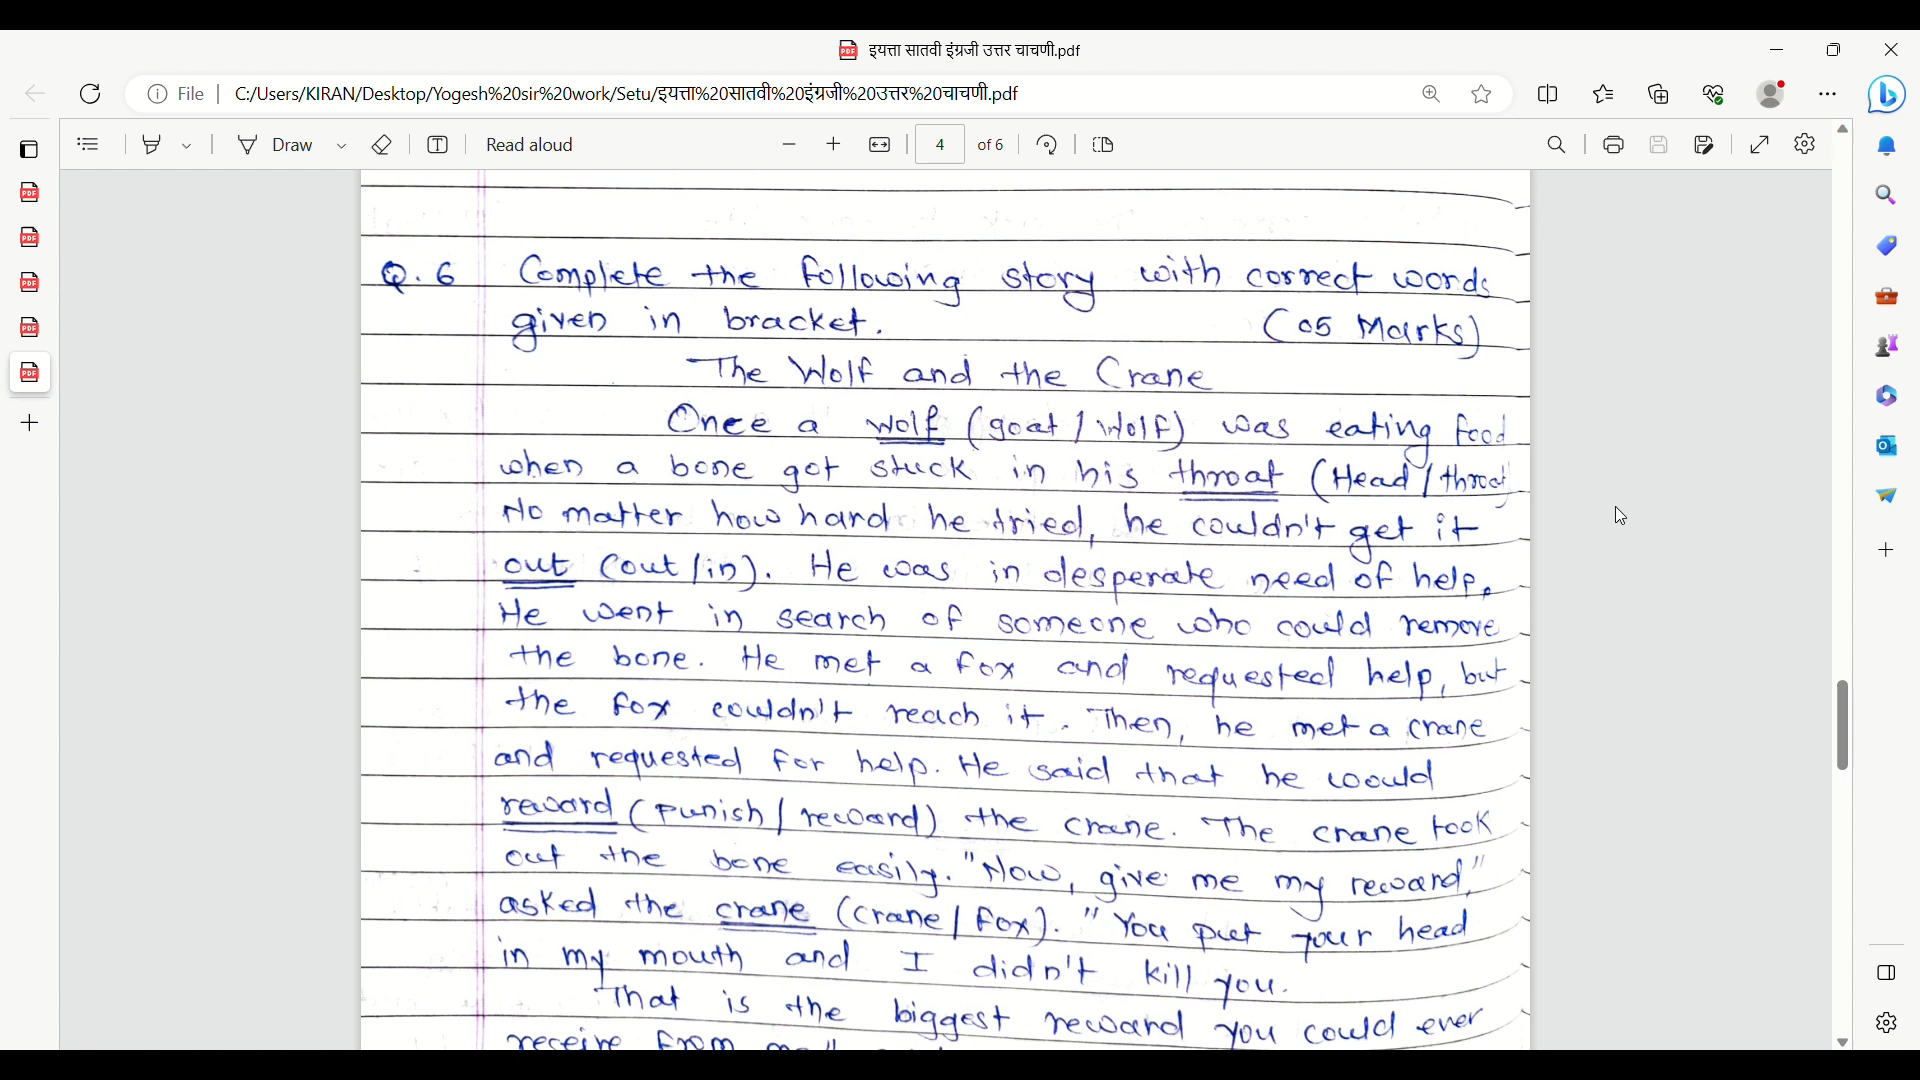 इयत्ता सातवी इंग्रजी उत्तर चाचणी.pdf
File | C:/Users/KIRAN/Desktop/Yogesh%20sir%20work/Setu/इयत्ता%20सातवी%20इंग्रजी%20उत्तर%20चाचणी.pdf
Draw Read aloud 4 of 6
Q.6 Complete the following story with correct words
given in bracket. (05 Marks)
The Wolf and the Crane
Once a wolf (goat / Wolf) was eating food
when a bone got stuck in his throat (Head / throat)
No matter how hard he tried, he couldn't get it
out (out / in). He was in desperate need of help.
He went in search of someone who could remove
the bone. He met a fox and requested help, but
the fox couldn't reach it. Then, he met a crane
and requested for help. He said that he would
reward (punish / reward) the crane. The crane took
out the bone easily. "Now, give me my reward,"
asked the crane (crane / fox). "You put your head
in my mouth and I didn't kill you.
That is the biggest reward you could ever
receive from me"